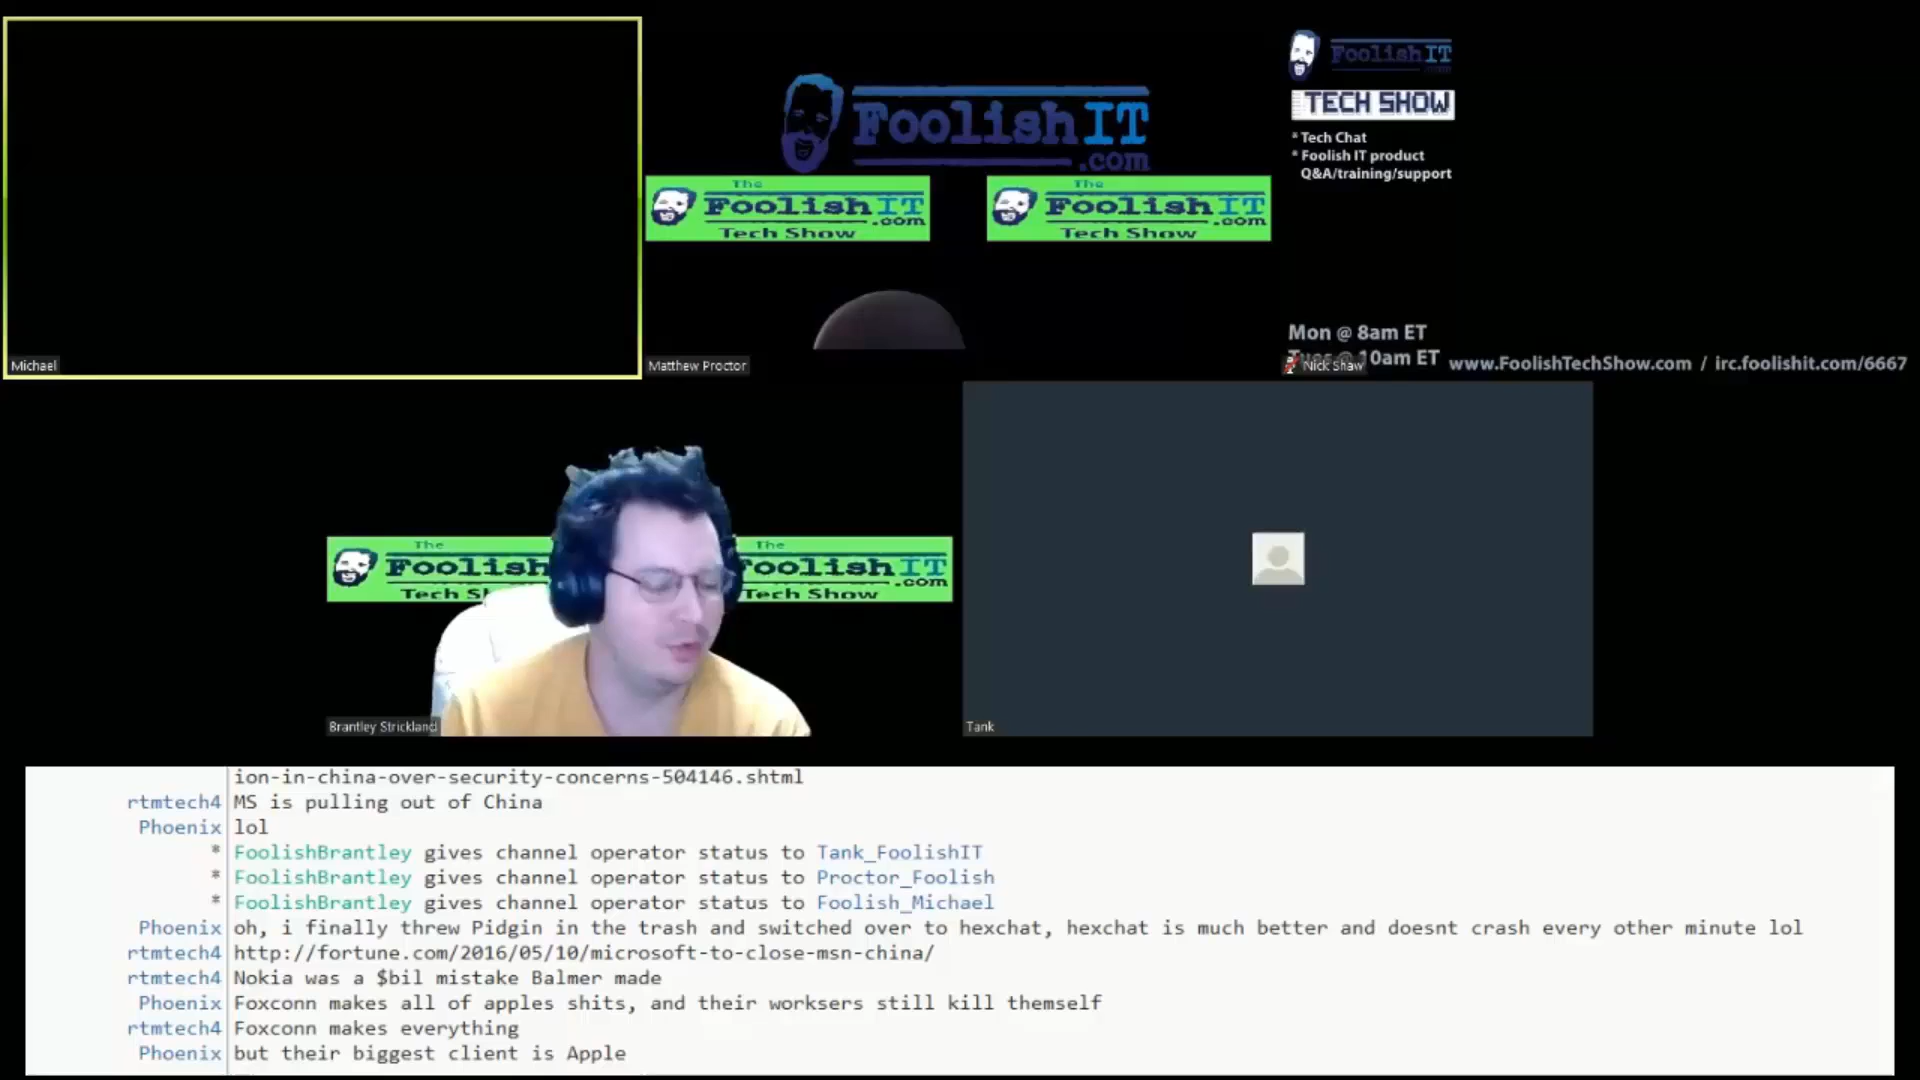 Michael
FoolishIT
.com
The
FoolishIT
.com
Tech Show
The
FoolishIT
.com
Tech Show
Matthew Proctor
FoolishIT
TECH SHOW
* Tech Chat
* Foolish IT product
Q&A/training/support
Mon @ 8am ET
Tues @ 10am ET
Nick Shaw
www.FoolishTechShow.com / irc.foolishit.com/6667
The
Foolish
Tech Sh
The
oolishIT
.com
Tech Show
Brantley Strickland
Tank
ion-in-china-over-security-concerns-504146.shtml
rtmtech4 MS is pulling out of China
Phoenix lol
* FoolishBrantley gives channel operator status to Tank_FoolishIT
* FoolishBrantley gives channel operator status to Proctor_Foolish
* FoolishBrantley gives channel operator status to Foolish_Michael
Phoenix oh, i finally threw Pidgin in the trash and switched over to hexchat, hexchat is much better and doesnt crash every other minute lol
rtmtech4 http://fortune.com/2016/05/10/microsoft-to-close-msn-china/
rtmtech4 Nokia was a $bil mistake Balmer made
Phoenix Foxconn makes all of apples shits, and their worksers still kill themself
rtmtech4 Foxconn makes everything
Phoenix but their biggest client is Apple